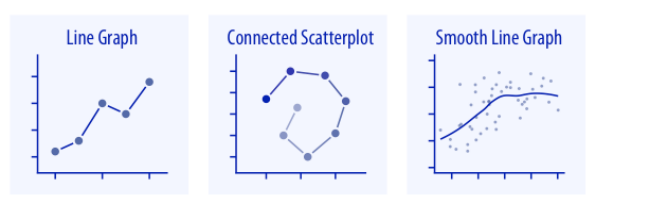 Line Graph
Connected Scatterplot
Smooth Line Graph